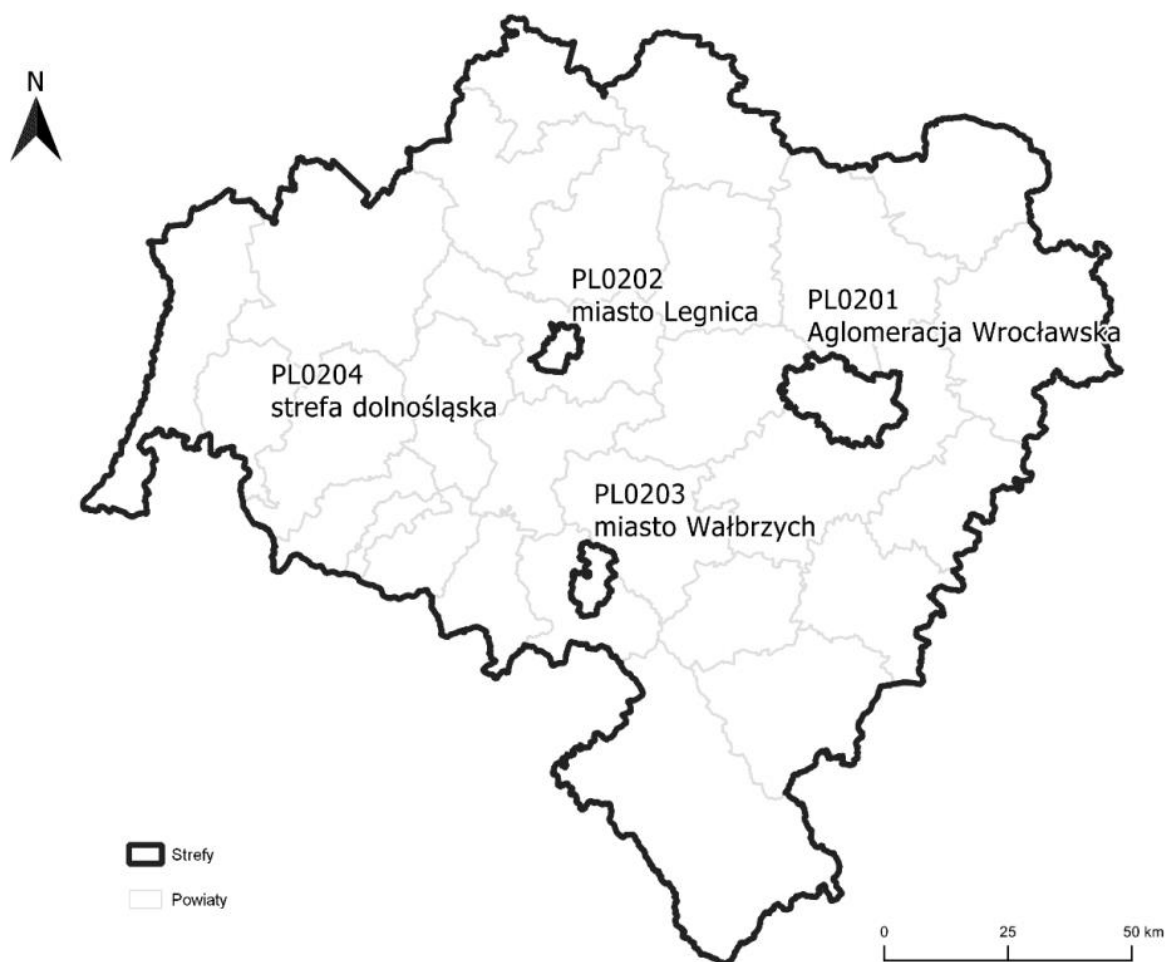 N
PL0202
miasto Legnica
PL0201
Aglomeracja Wrocławska
PL0204
strefa dolnośląska
PL0203
miasto Wałbrzych
Strefy
Powiaty
0 25 50 km